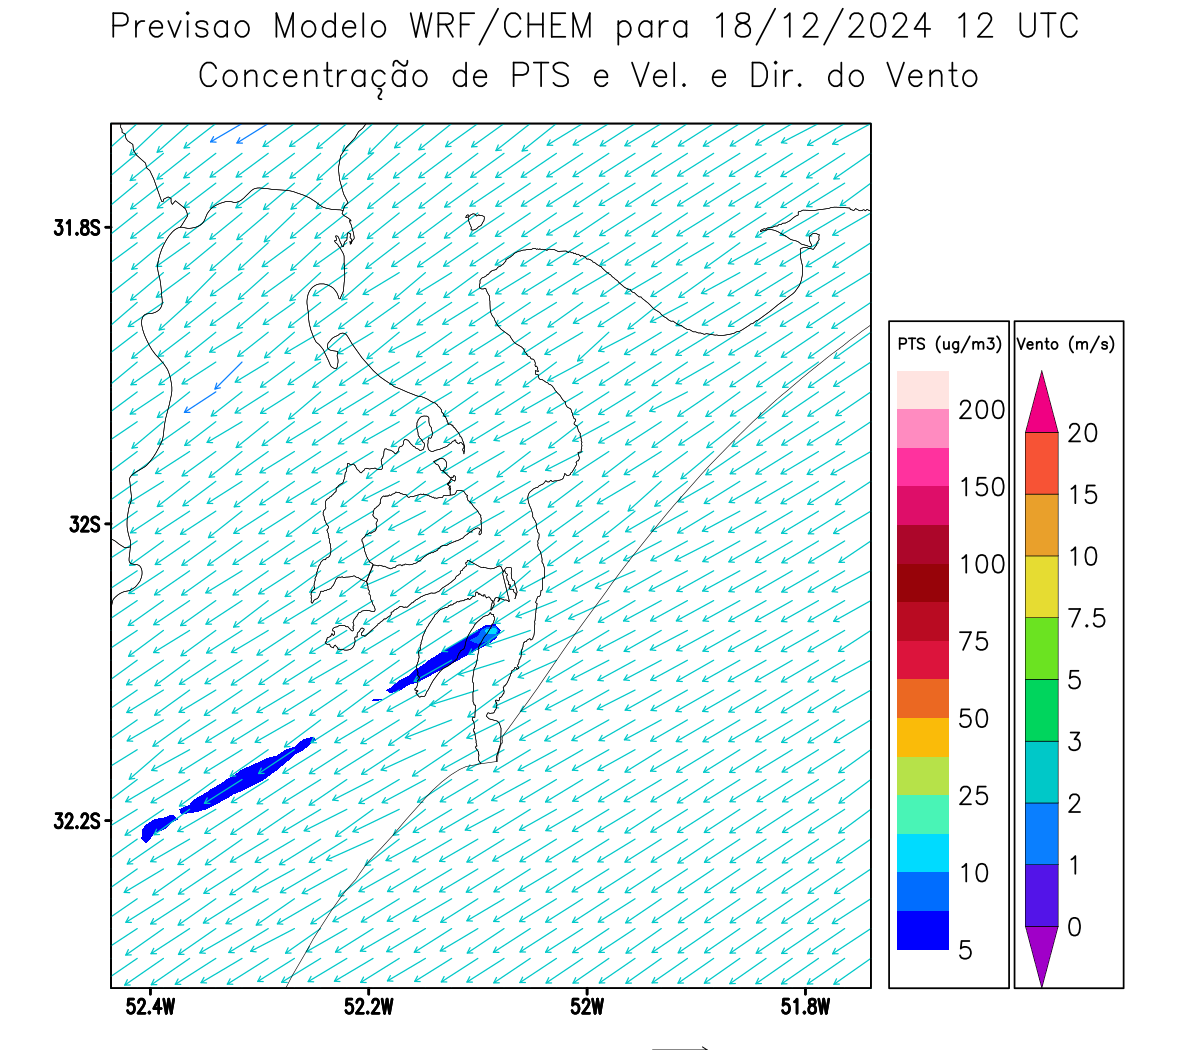 Previsao Modelo WRF/CHEM para 18/12/2024 12 UTC
Concentração de PTS e Vel. e Dir. do Vento
31.8S
32S
32.2S
52.4W
52.2W
52W
51.8W
PTS (ug/m3)
200
150
100
75
50
25
10
5
Vento (m/s)
20
15
10
7.5
5
3
2
1
0